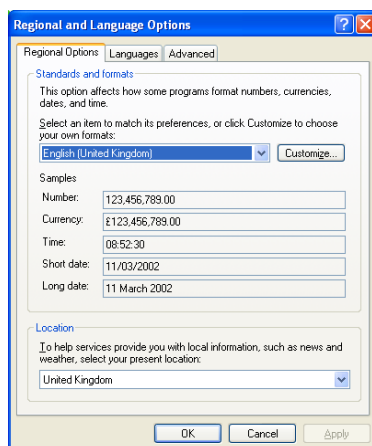 Regional and Language Options
Regional Options Languages Advanced
Standards and formats
This option affects how some programs format numbers, currencies,
dates, and time.
Select an item to match its preferences, or click Customize to choose
your own formats:
English (United Kingdom) Customize...
Samples
Number: 123,456,789.00
Currency: £123,456,789.00
Time: 08:52:30
Short date: 11/03/2002
Long date: 11 March 2002
Location
To help services provide you with local information, such as news and
weather, select your present location:
United Kingdom
OK Cancel Apply